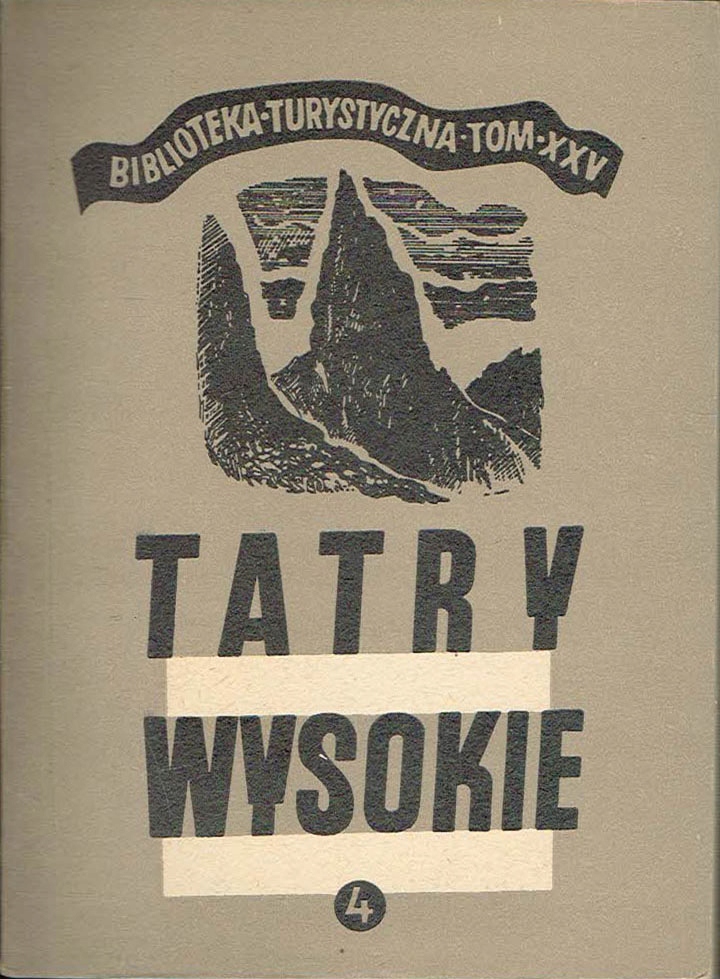 BIBLIOTEKA·TURYSTYCZNA·TOM·XXV
TATRY
WYSOKIE
4